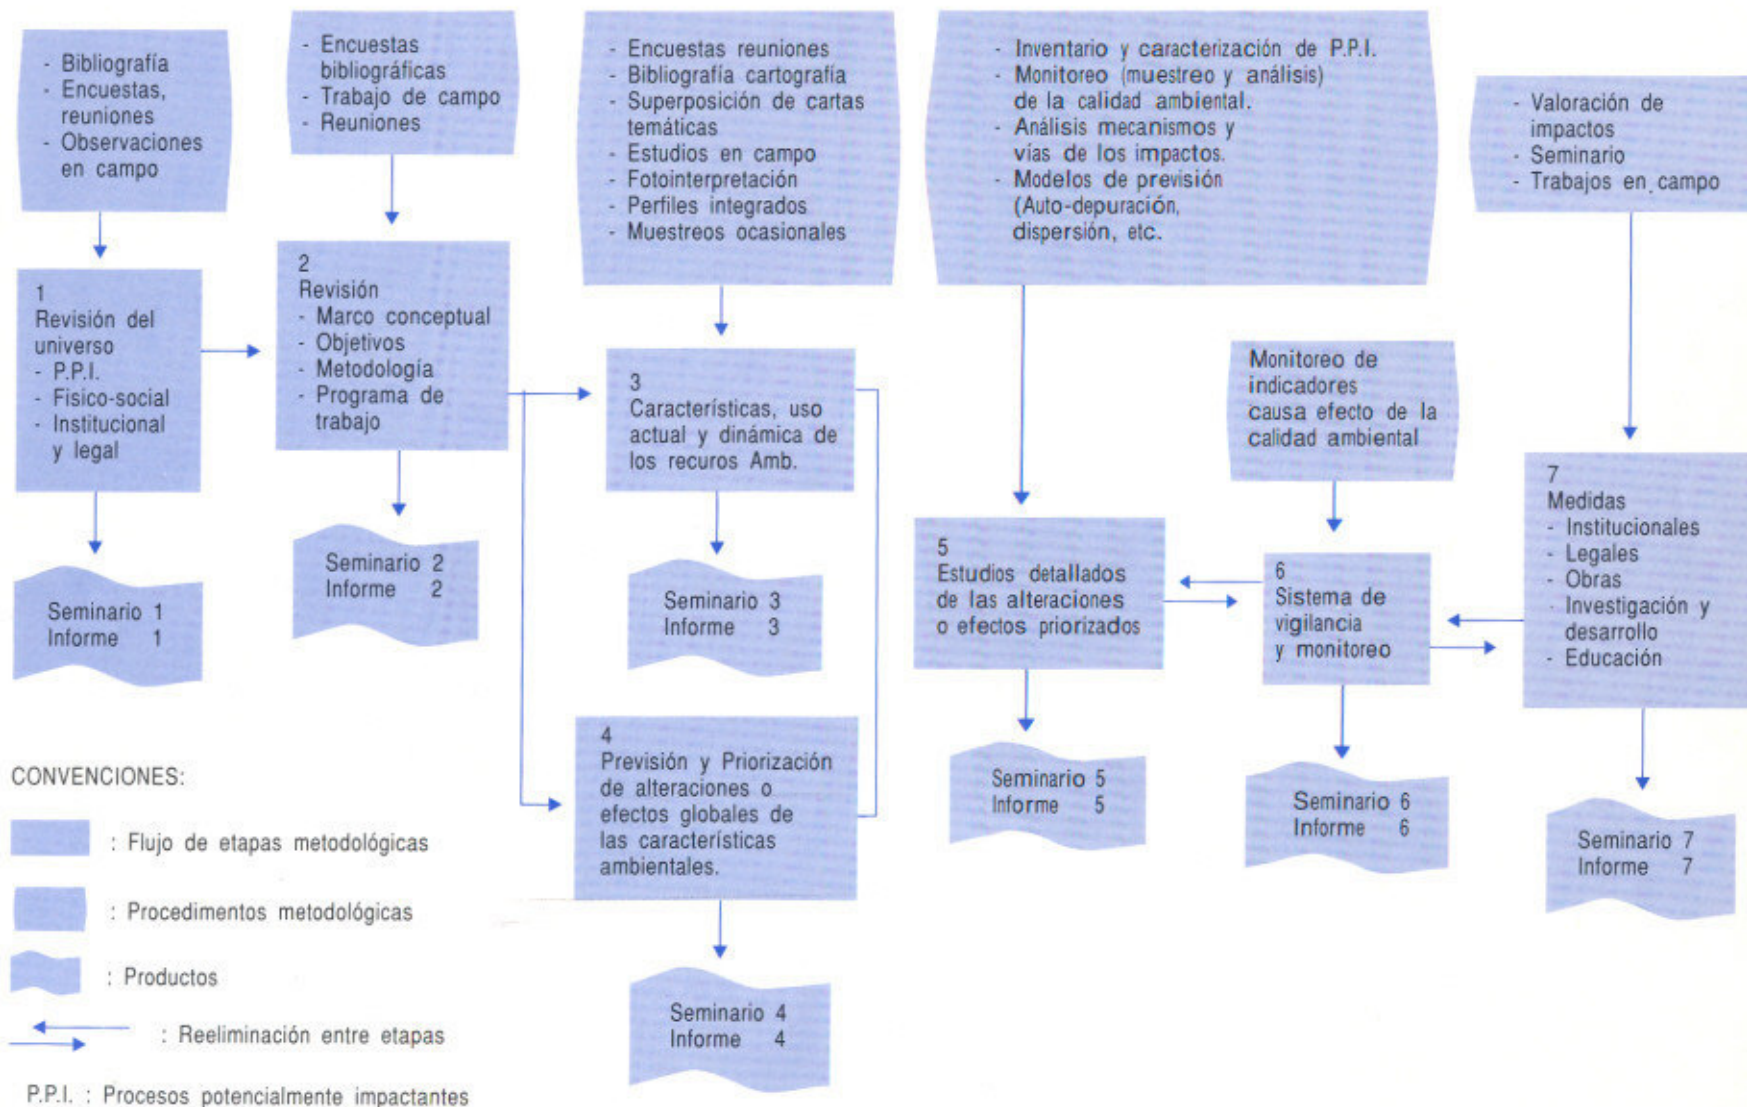 - Bibliografía
- Encuestas,
reuniones
- Observaciones
en campo
- Encuestas
bibliográficas
- Trabajo de campo
- Reuniones
- Encuestas reuniones
- Bibliografía cartografía
- Superposición de cartas
temáticas
- Estudios en campo
- Fotointerpretación
- Perfiles integrados
- Muestreos ocasionales
- Inventario y caracterización de P.P.I.
- Monitoreo (muestreo y análisis)
de la calidad ambiental.
- Análisis mecanismos y
vías de los impactos.
- Modelos de previsión
(Auto-depuración,
dispersión, etc.
- Valoración de
impactos
- Seminario
- Trabajos en campo
1
Revisión del
universo
- P.P.I.
- Fisico-social
- Institucional
y legal
2
Revisión
- Marco conceptual
- Objetivos
- Metodología
- Programa de
trabajo
3
Características, uso
actual y dinámica de
los recuros Amb.
Monitoreo de
indicadores
causa efecto de la
calidad ambiental
5
Estudios detallados
de las alteraciones
o efectos priorizados
6
Sistema de
vigilancia
y monitoreo
7
Medidas
- Institucionales
- Legales
- Obras
- Investigación y
desarrollo
- Educación
Seminario 1
Informe 1
Seminario 2
Informe 2
Seminario 3
Informe 3
4
Previsión y Priorización
de alteraciones o
efectos globales de
las características
ambientales.
Seminario 4
Informe 4
Seminario 5
Informe 5
Seminario 6
Informe 6
Seminario 7
Informe 7
CONVENCIONES:
: Flujo de etapas metodológicas
: Procedimentos metodológicas
: Productos
: Reeliminación entre etapas
P.P.I. : Procesos potencialmente impactantes